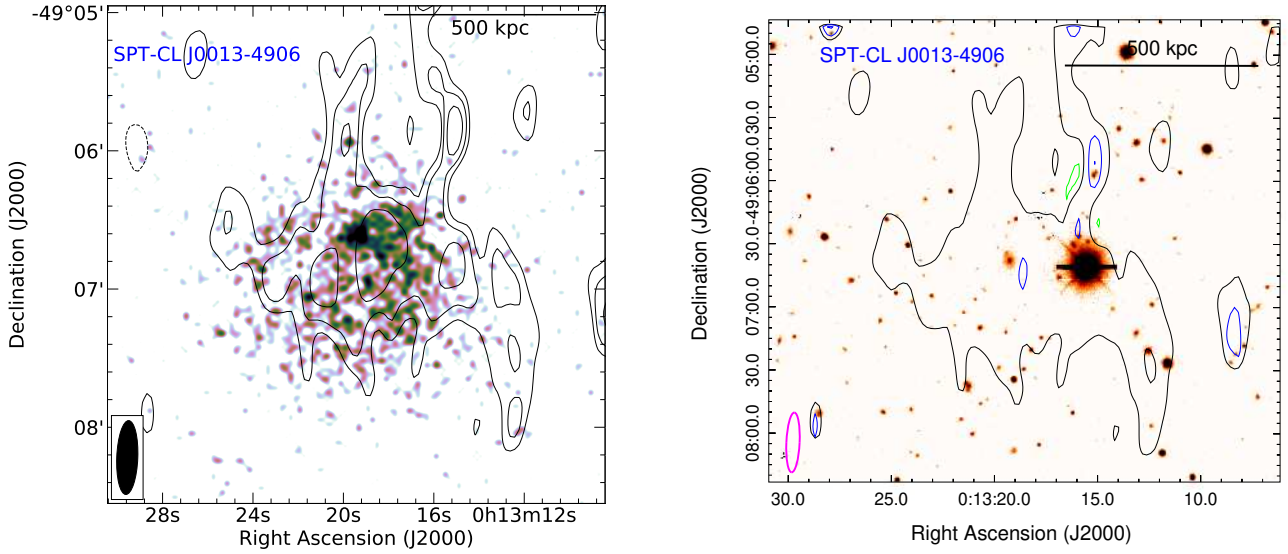 -49°05'
500 kpc
SPT-CL J0013-4906
06'
07'
08'
Declination (J2000)
28s 24s 20s 16s 0h13m12s
Right Ascension (J2000)
500 kpc
SPT-CL J0013-4906
05:00.0
30.0
-49:06:00.0
30.0
07:00.0
30.0
08:00.0
Declination (J2000)
30.0 25.0 0:13:20.0 15.0 10.0
Right Ascension (J2000)